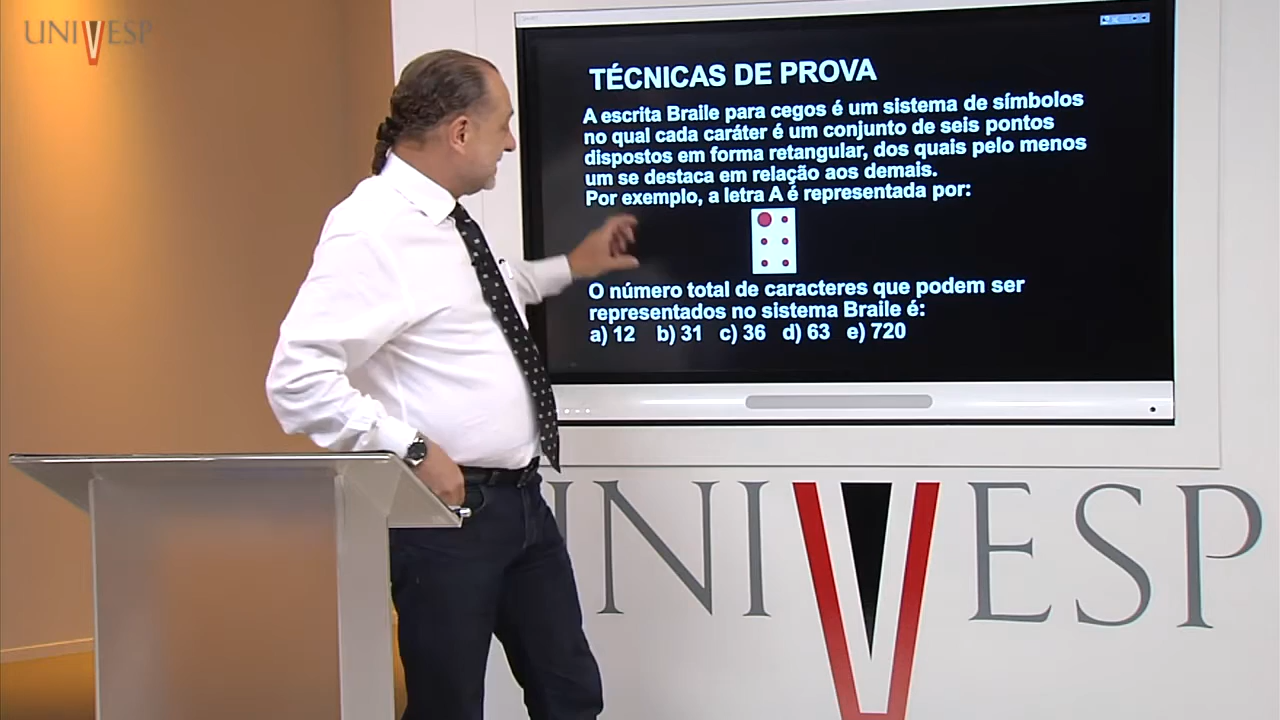 UNIVESP
TÉCNICAS DE PROVA
A escrita Braile para cegos é um sistema de símbolos
no qual cada caráter é um conjunto de seis pontos
dispostos em forma retangular, dos quais pelo menos
um se destaca em relação aos demais.
Por exemplo, a letra A é representada por:
O número total de caracteres que podem ser
representados no sistema Braile é:
a) 12 b) 31 c) 36 d) 63 e) 720
UNIVESP